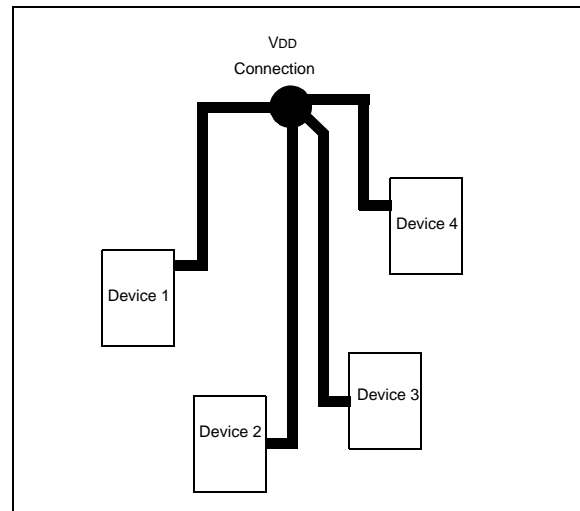 VDD
Connection
Device 4
Device 1
Device 3
Device 2